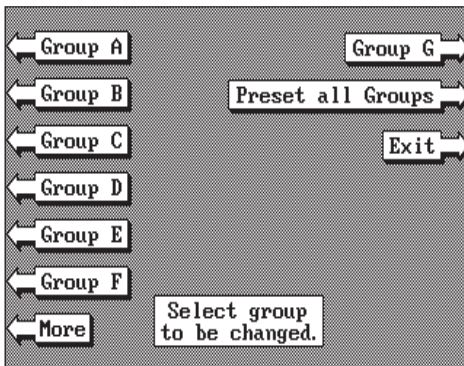 Group A
Group B
Group C
Group D
Group E
Group F
More
Group G
Preset all Groups
Exit
Select group
to be changed.